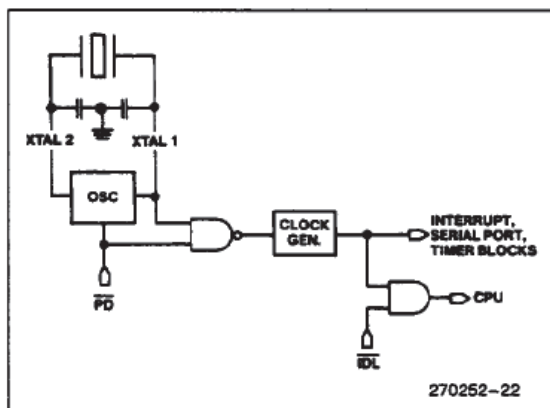 XTAL 2 XTAL 1
OSC
CLOCK
GEN.
INTERRUPT,
SERIAL PORT,
TIMER BLOCKS
CPU
PD
IDL
270252-22